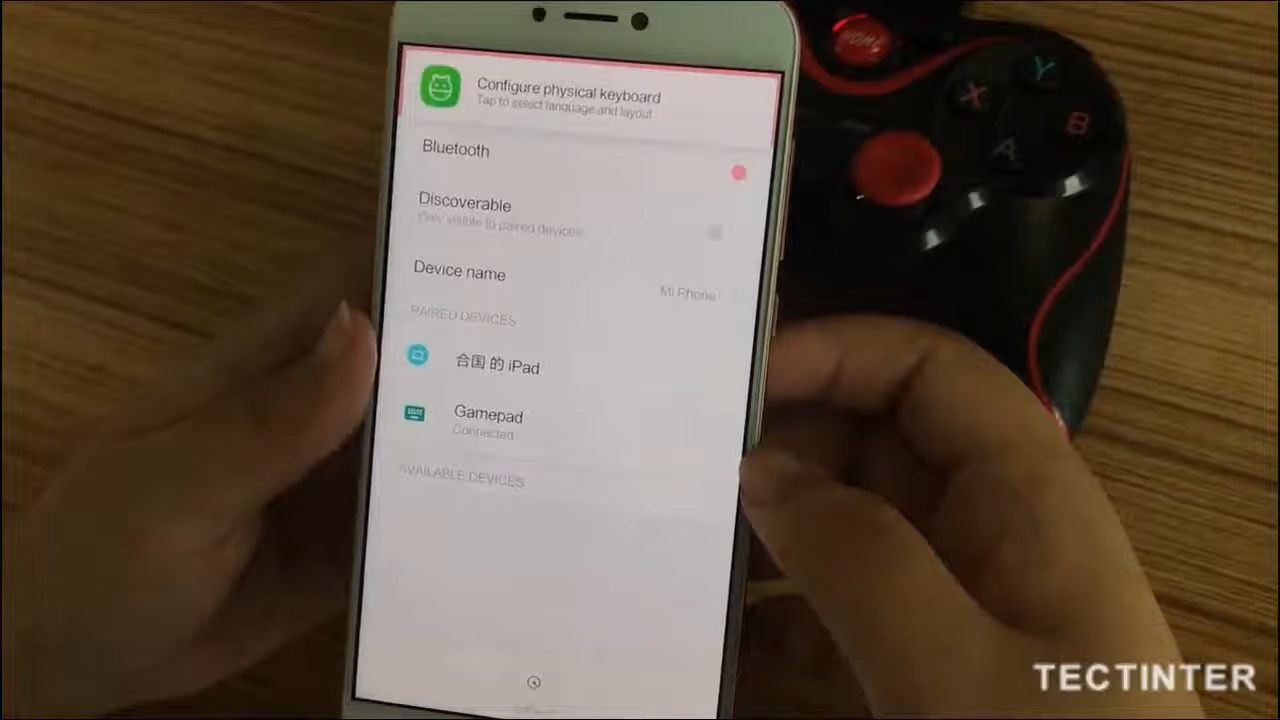 Configure physical keyboard
Tap to select language and layout
Bluetooth
Discoverable
Only visible to paired devices
Device name
Mi Phone
PAIRED DEVICES
合国 的 iPad
Gamepad
Connected
AVAILABLE DEVICES
HOME
Y
X
B
A
TECTINTER